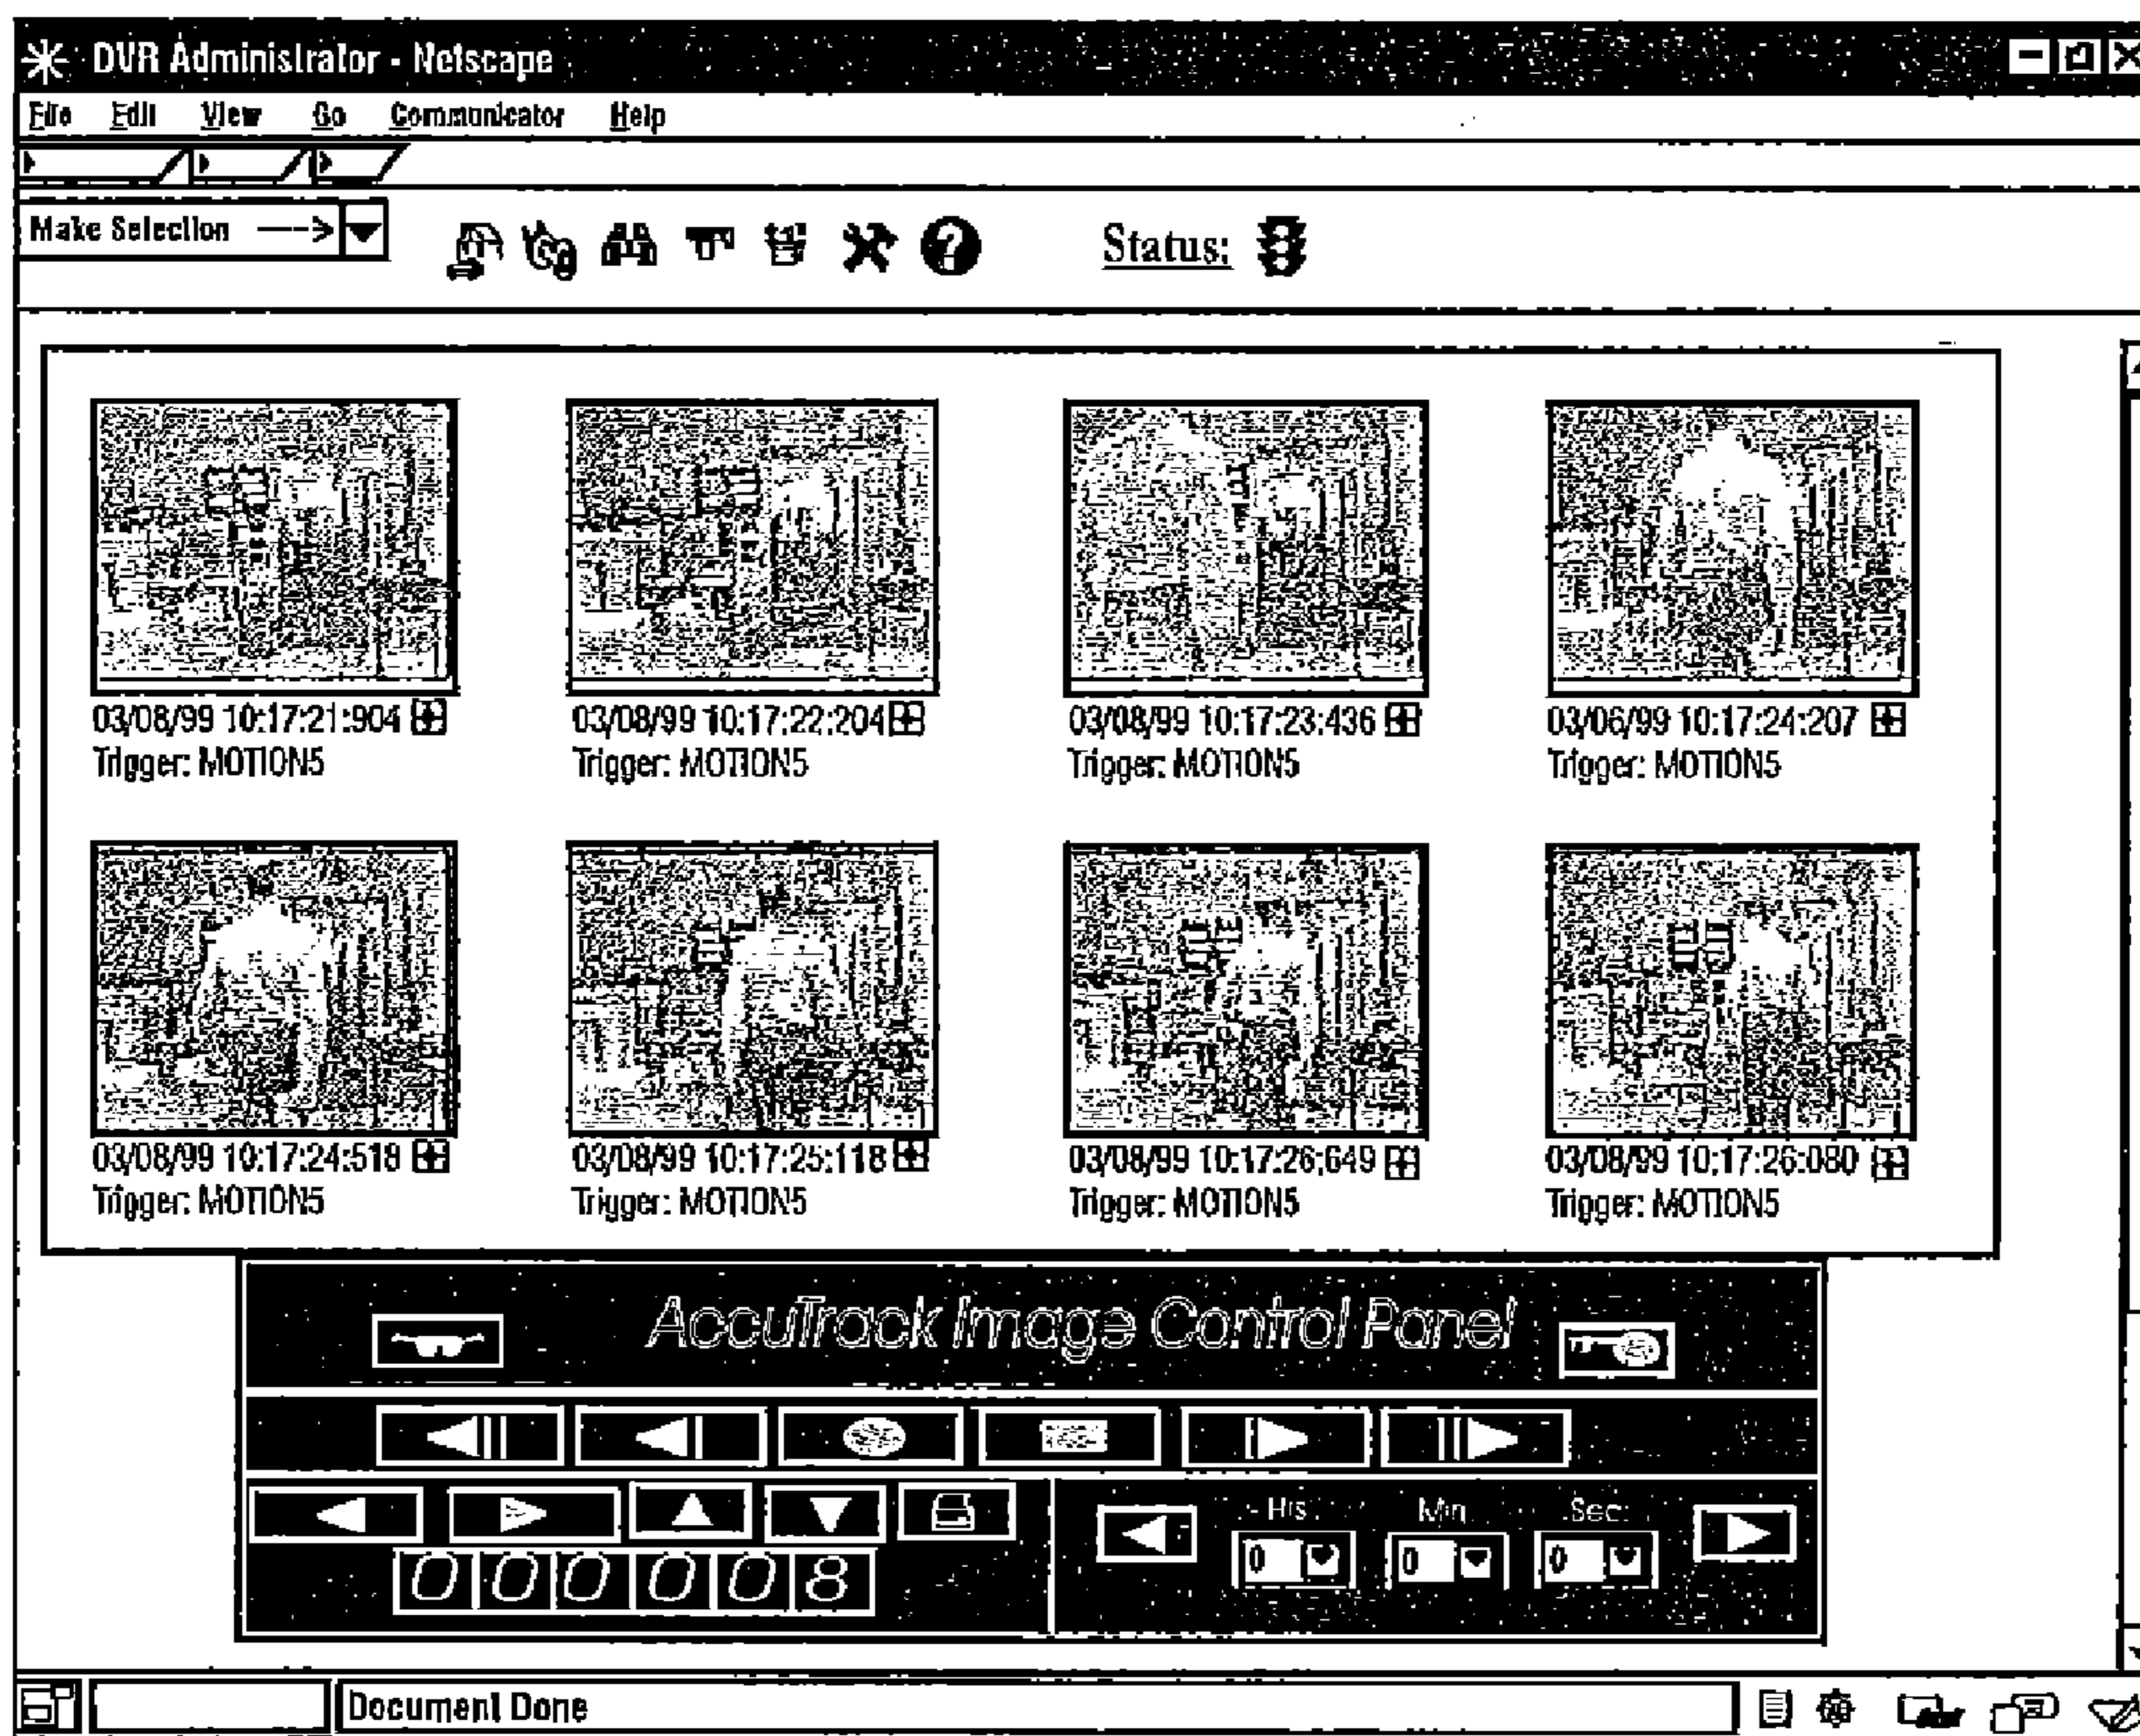 DVR Administrator - Netscape
File Edit View Go Communicator Help
Make Selection --->
Status:
03/08/99 10:17:21:904
03/08/99 10:17:22:204
03/08/99 10:17:23:436
03/06/99 10:17:24:207
Trigger: MOTION5
Trigger: MOTION5
Trigger: MOTION5
Trigger: MOTION5
03/08/99 10:17:24:518
03/08/99 10:17:25:118
03/08/99 10:17:26:649
03/08/99 10:17:26:080
Trigger: MOTION5
Trigger: MOTION5
Trigger: MOTION5
Trigger: MOTION5
AccuTrack Image Control Panel
Hrs Min Sec
0 0 0
000008
Document Done